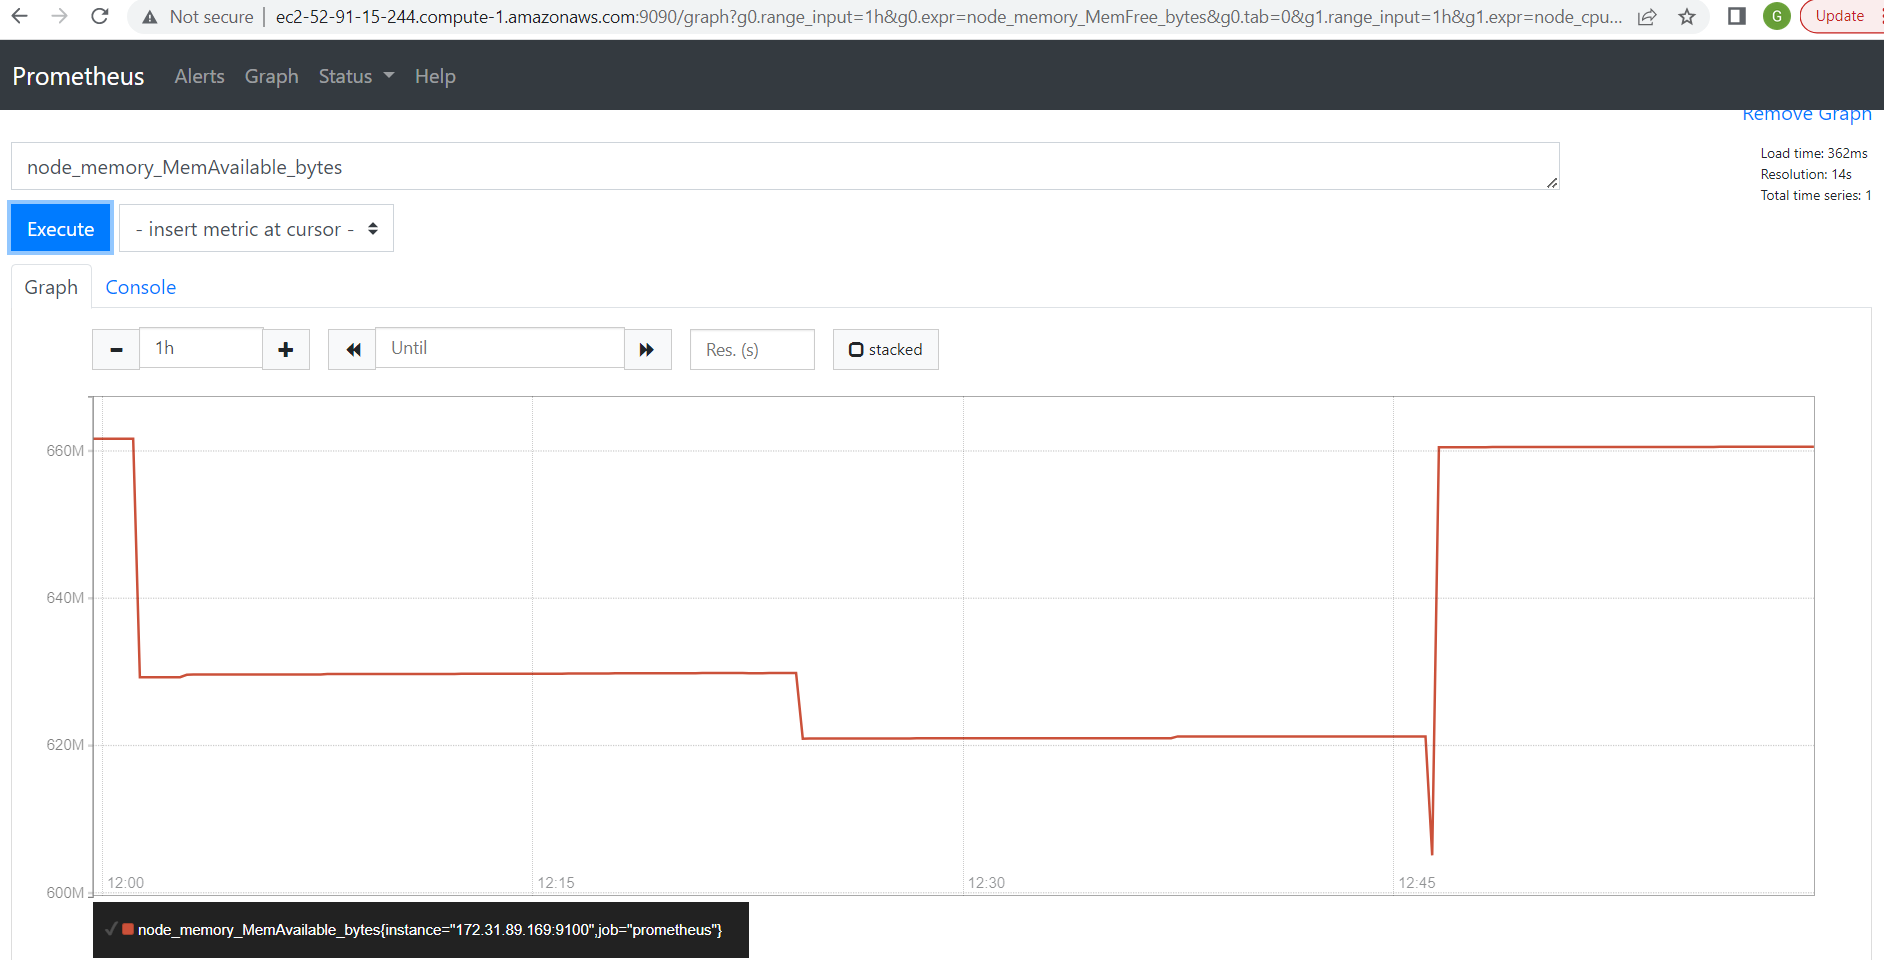 Not secure | ec2-52-91-15-244.compute-1.amazonaws.com:9090/graph?g0.range_input=1h&g0.expr=node_memory_MemFree_bytes&g0.tab=0&g1.range_input=1h&g1.expr=node_cpu... G Update
Prometheus Alerts Graph Status Help
Remove Graph
node_memory_MemAvailable_bytes
Load time: 362ms
Resolution: 14s
Total time series: 1
Execute - insert metric at cursor -
Graph Console
1h Until Res. (s) stacked
660M
640M
620M
600M
12:00 12:15 12:30 12:45
node_memory_MemAvailable_bytes{instance="172.31.89.169:9100",job="prometheus"}